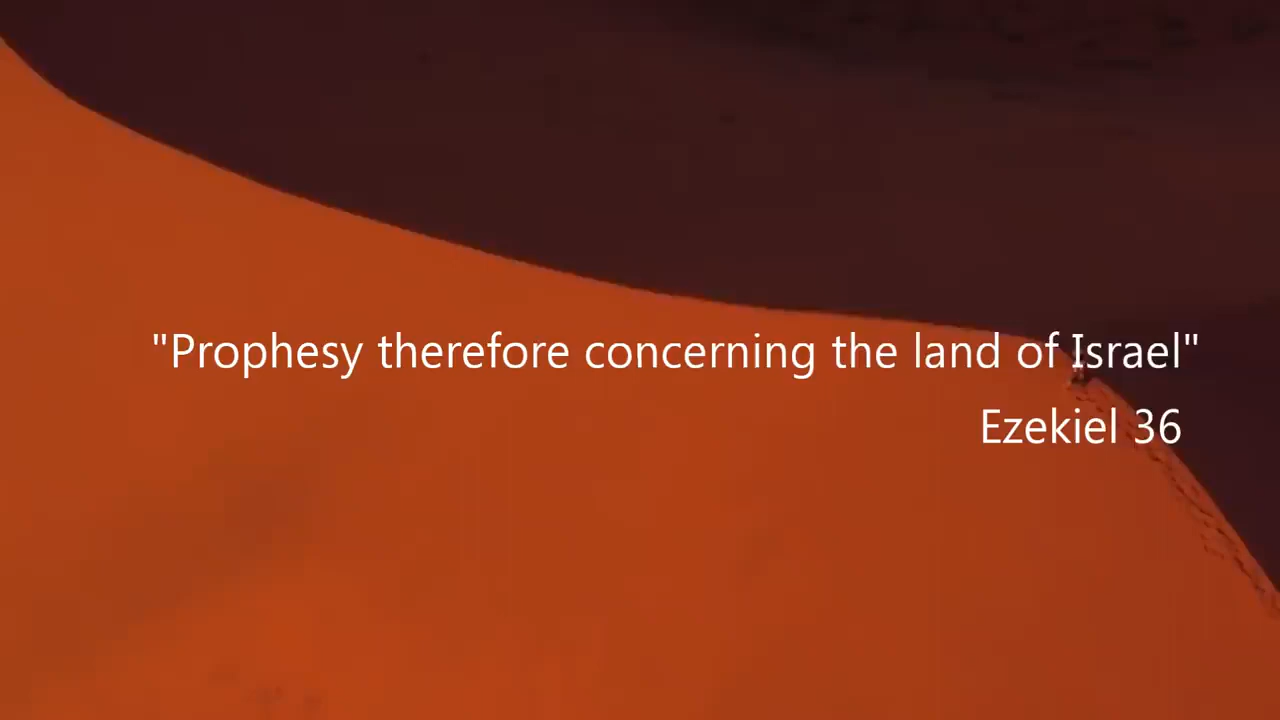 "Prophesy therefore concerning the land of Israel"
Ezekiel 36